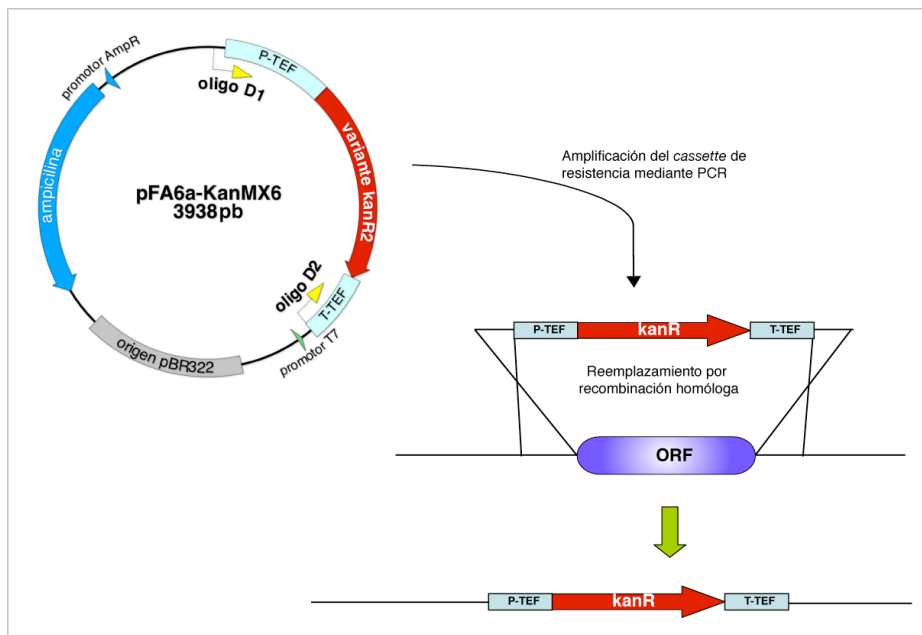 promotor AmpR
P-TEF
oligo D1
ampicilina
variante kanR2
pFA6a-KanMX6
3938pb
oligo D2
T-TEF
promotor T7
origen pBR322
Amplificación del cassette de
resistencia mediante PCR
P-TEF
kanR
T-TEF
Reemplazamiento por
recombinación homóloga
ORF
P-TEF
kanR
T-TEF